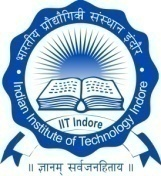 भारतीय प्रौद्योगिकी संस्थान इंदौर
Indian Institute of Technology Indore
IIT Indore
॥ ज्ञानम् सर्वजनहिताय ॥